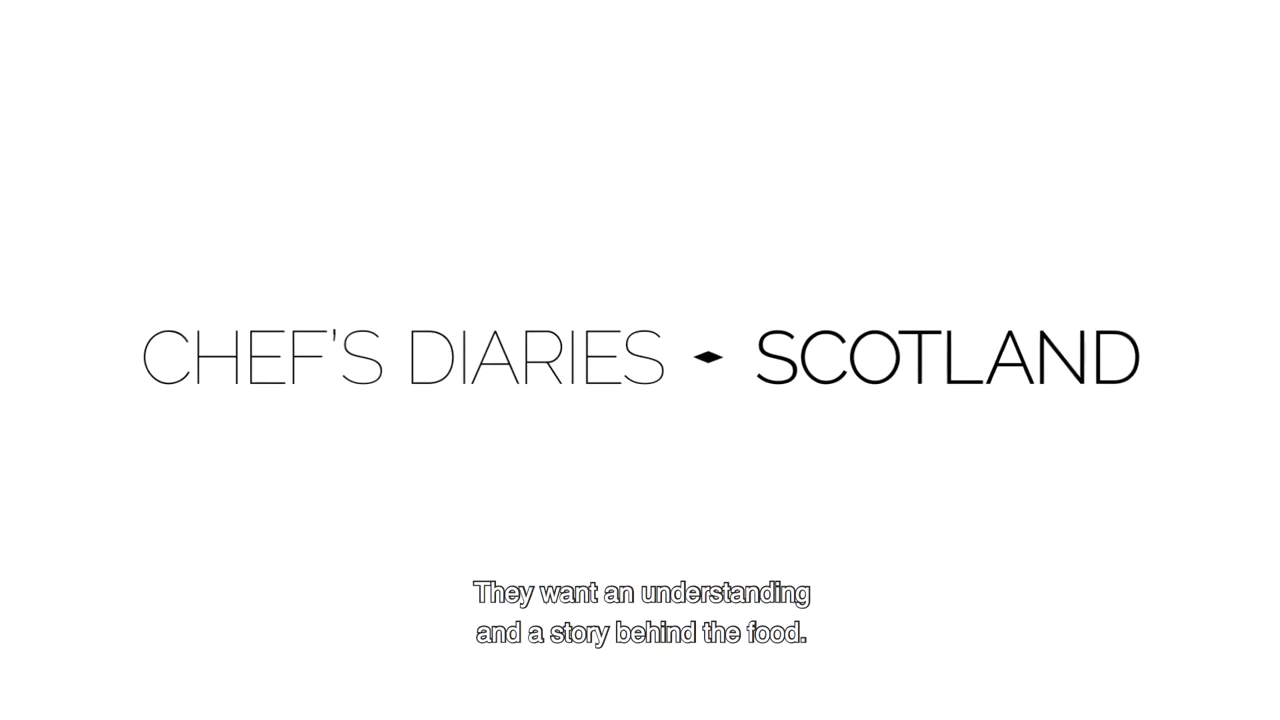 CHEF'S DIARIES SCOTLAND
They want an understanding
and a story behind the food.